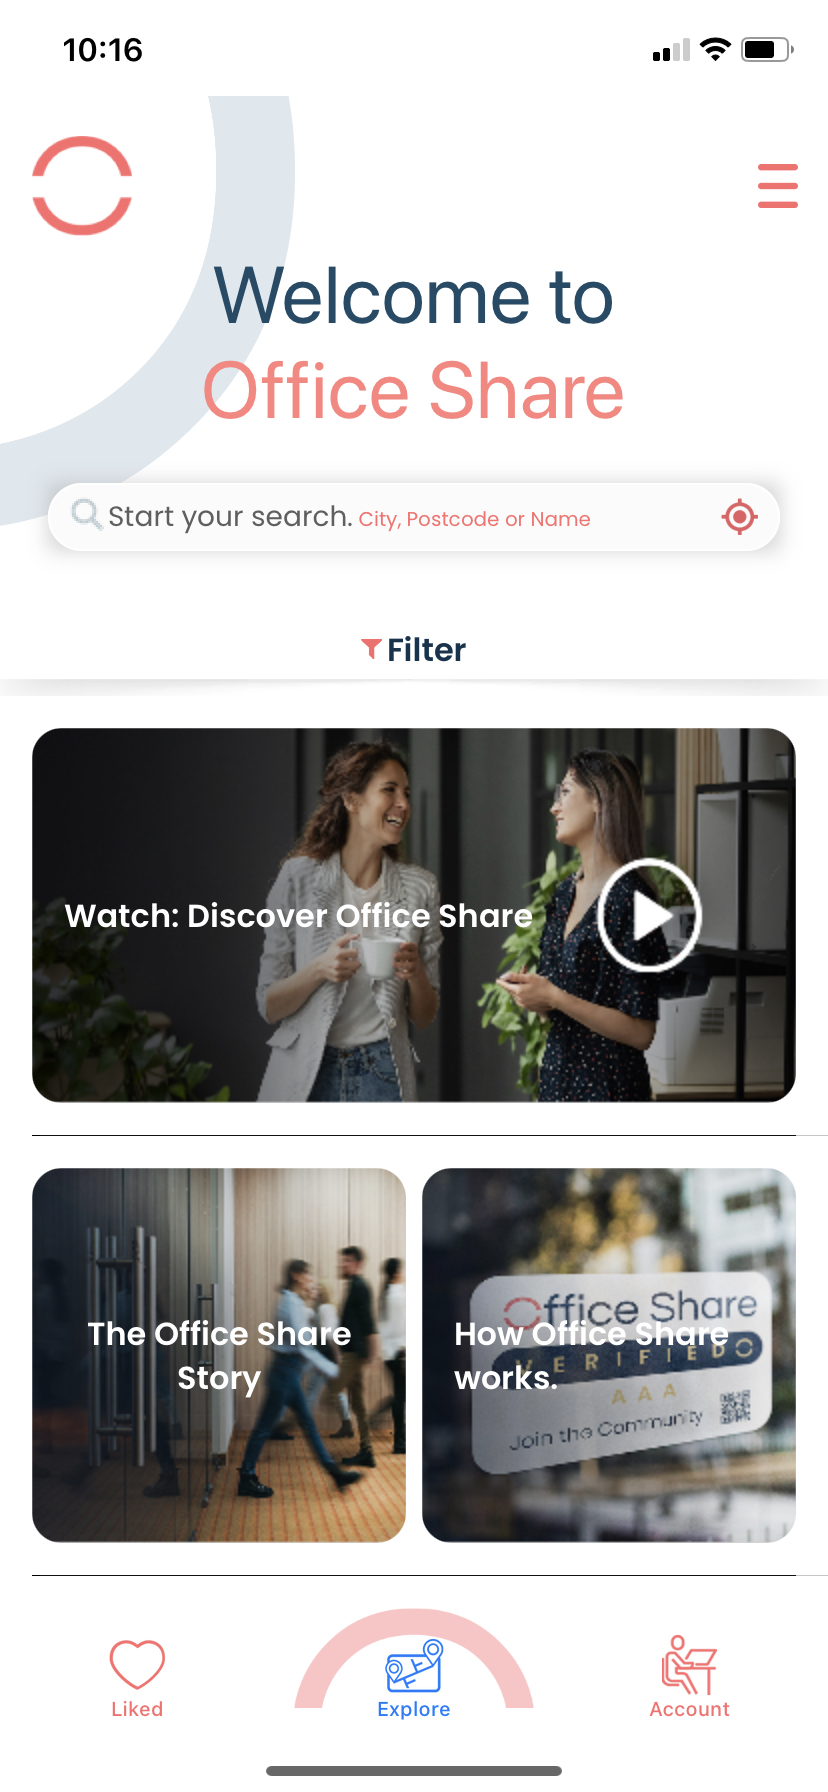 10:16
Welcome to
Office Share
Start your search. City, Postcode or Name
Filter
Watch: Discover Office Share
The Office Share
Story
How Office Share
works.
Office Share
VERIFIED
AAA
Join the Community
Liked
Explore
Account